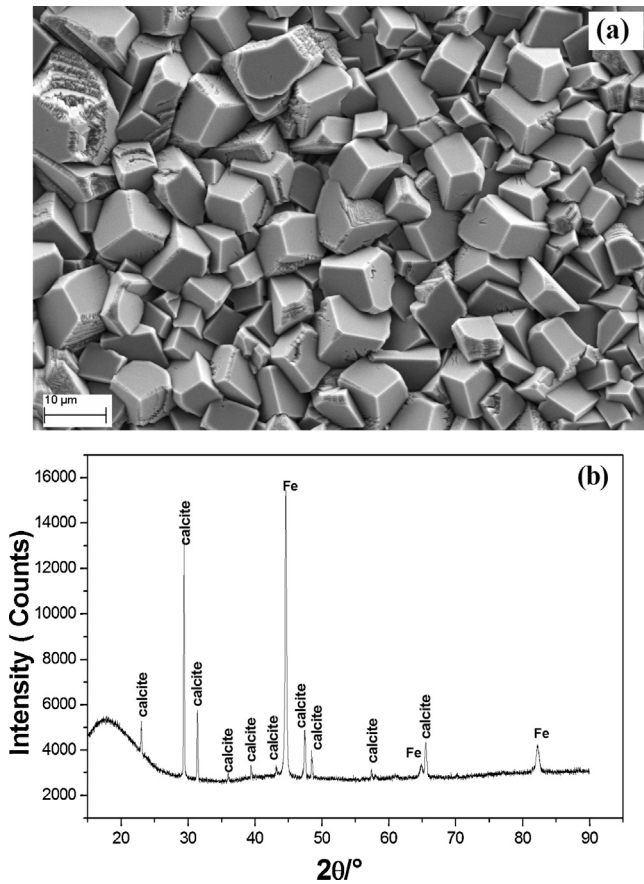 (a)
10 µm
(b)
Intensity ( Counts)
16000
14000
12000
10000
8000
6000
4000
2000
calcite
calcite
calcite
calcite
calcite
calcite
Fe
calcite
calcite
calcite
Fe
calcite
Fe
20 30 40 50 60 70 80 90
2θ/°